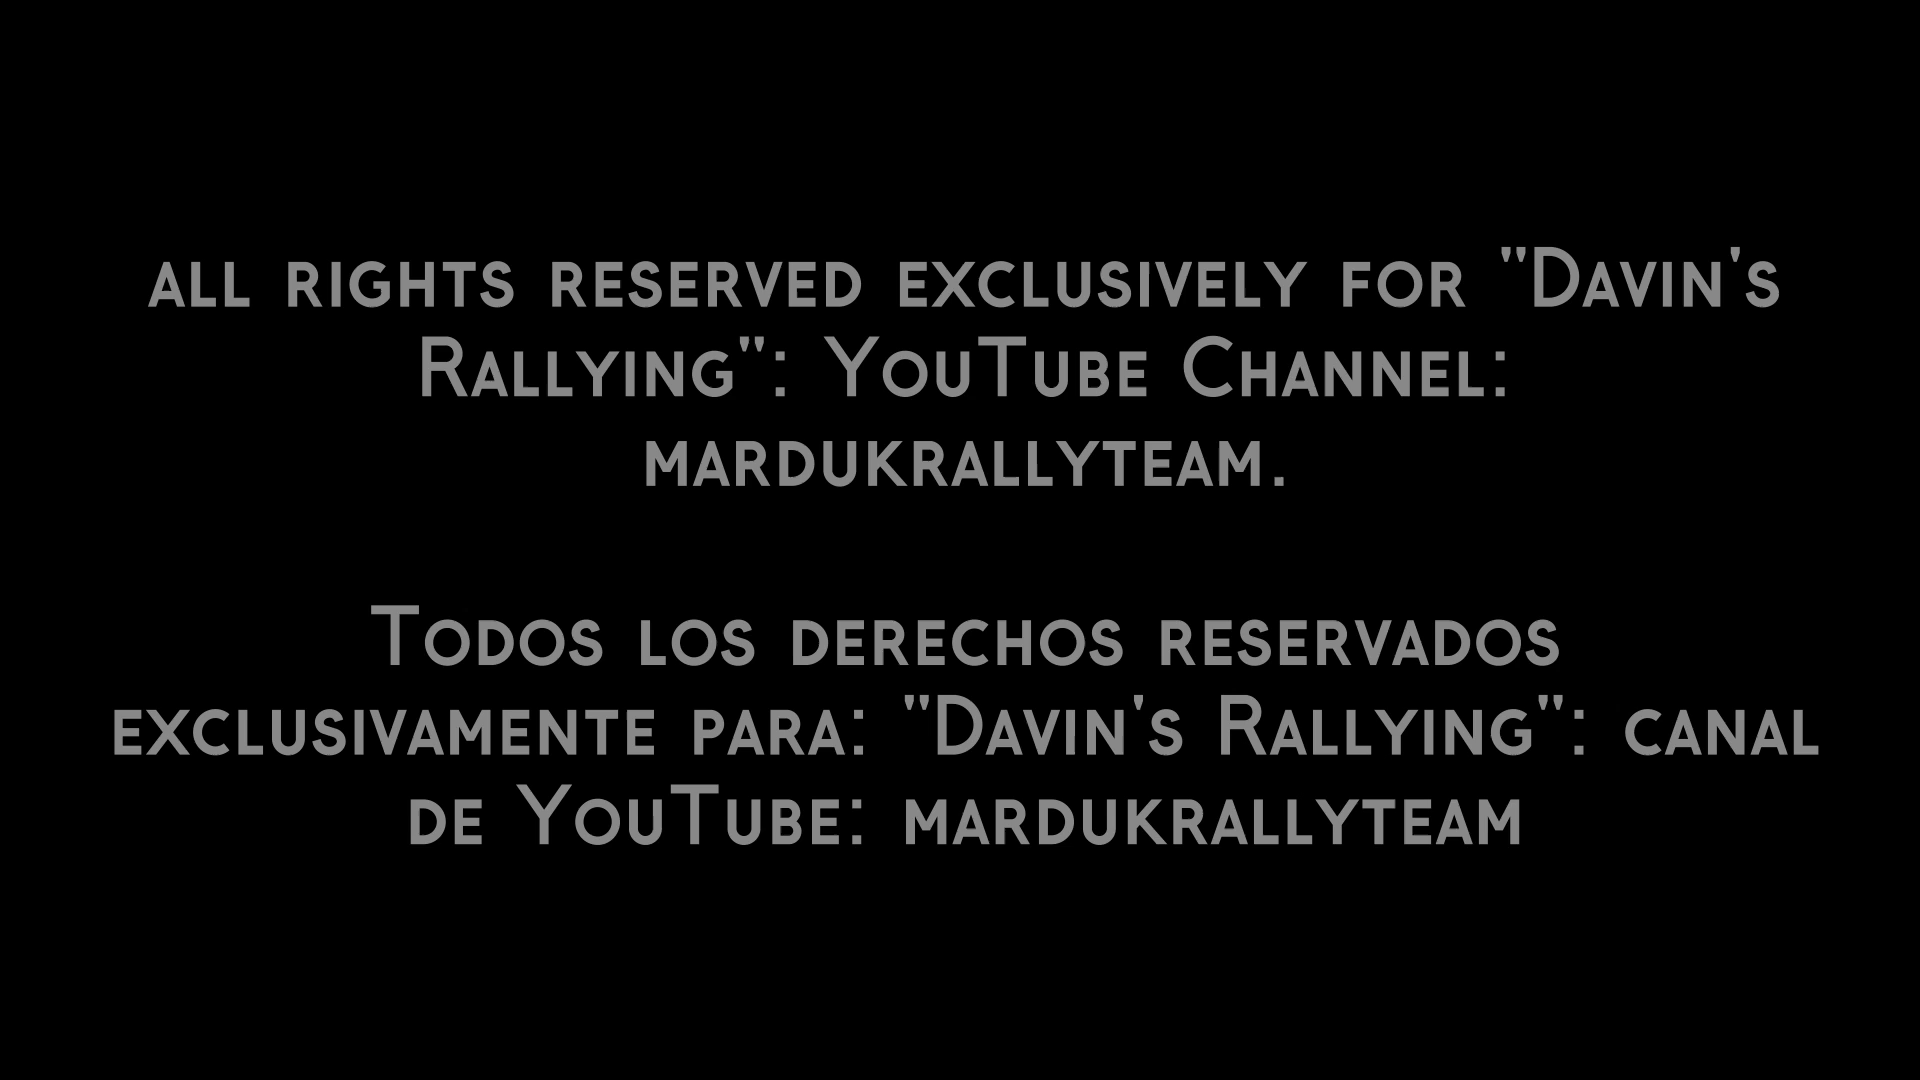 all rights reserved exclusively for "Davin's
Rallying": YouTube Channel:
mardukrallyteam.
Todos los derechos reservados
exclusivamente para: "Davin's Rallying": canal
de YouTube: mardukrallyteam